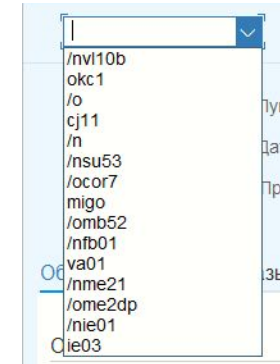 /nvl10b
okc1
/o
cj11
/n
/nsu53
/ocor7
migo
/omb52
/nfb01
va01
/nme21
/ome2dp
/nie01
ie03